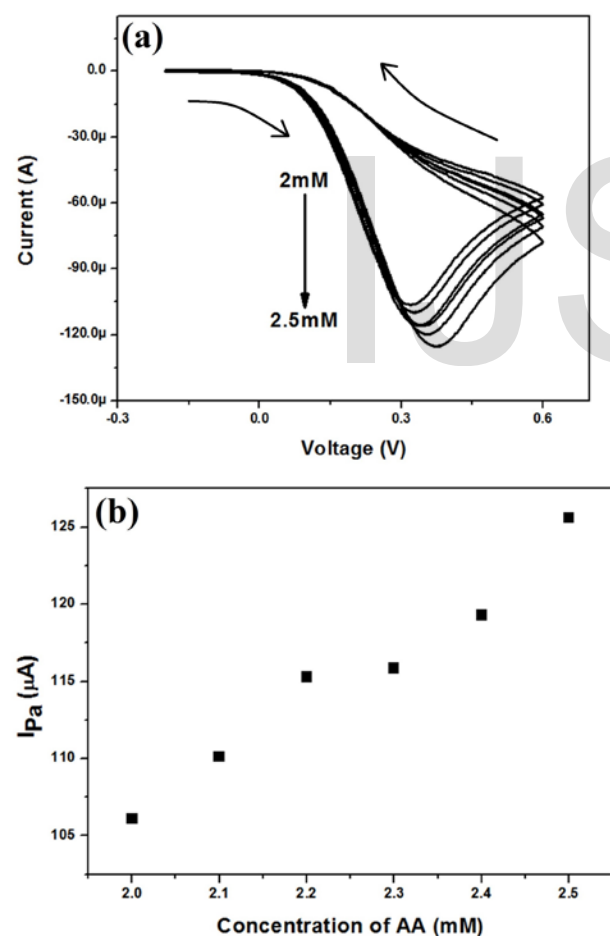 (a)
0.0
-30.0µ
-60.0µ
-90.0µ
-120.0µ
-150.0µ
Current (A)
2mM
2.5mM
IUS
-0.3
0.0
0.3
0.6
Voltage (V)
(b)
125
120
115
110
105
IPa (µA)
2.0
2.1
2.2
2.3
2.4
2.5
Concentration of AA (mM)